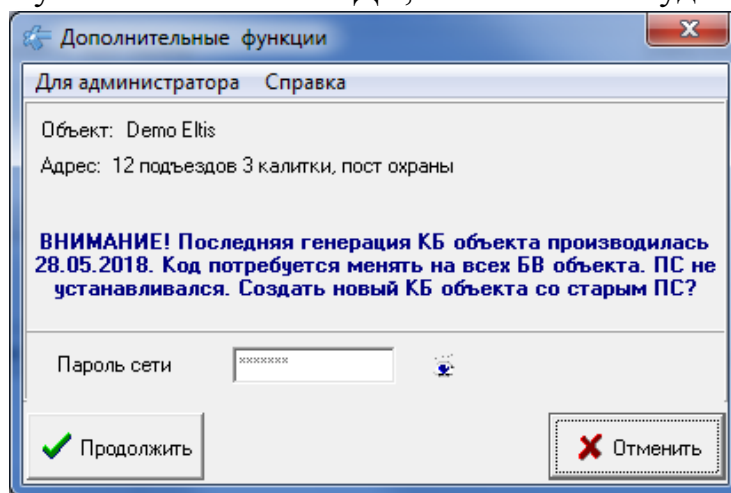 Дополнительные функции
Для администратора Справка
Объект: Demo Eltis
Адрес: 12 подъездов 3 калитки, пост охраны
ВНИМАНИЕ! Последняя генерация КБ объекта производилась
28.05.2018. Код потребуется менять на всех БВ объекта. ПС не
устанавливался. Создать новый КБ объекта со старым ПС?
Пароль сети xxxxxxx
Продолжить Отменить